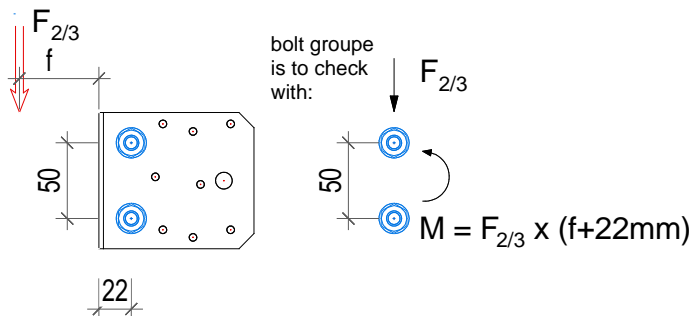 F2/3
f
50
22
bolt groupe
is to check
with:
F2/3
50
M = F2/3 x (f+22mm)